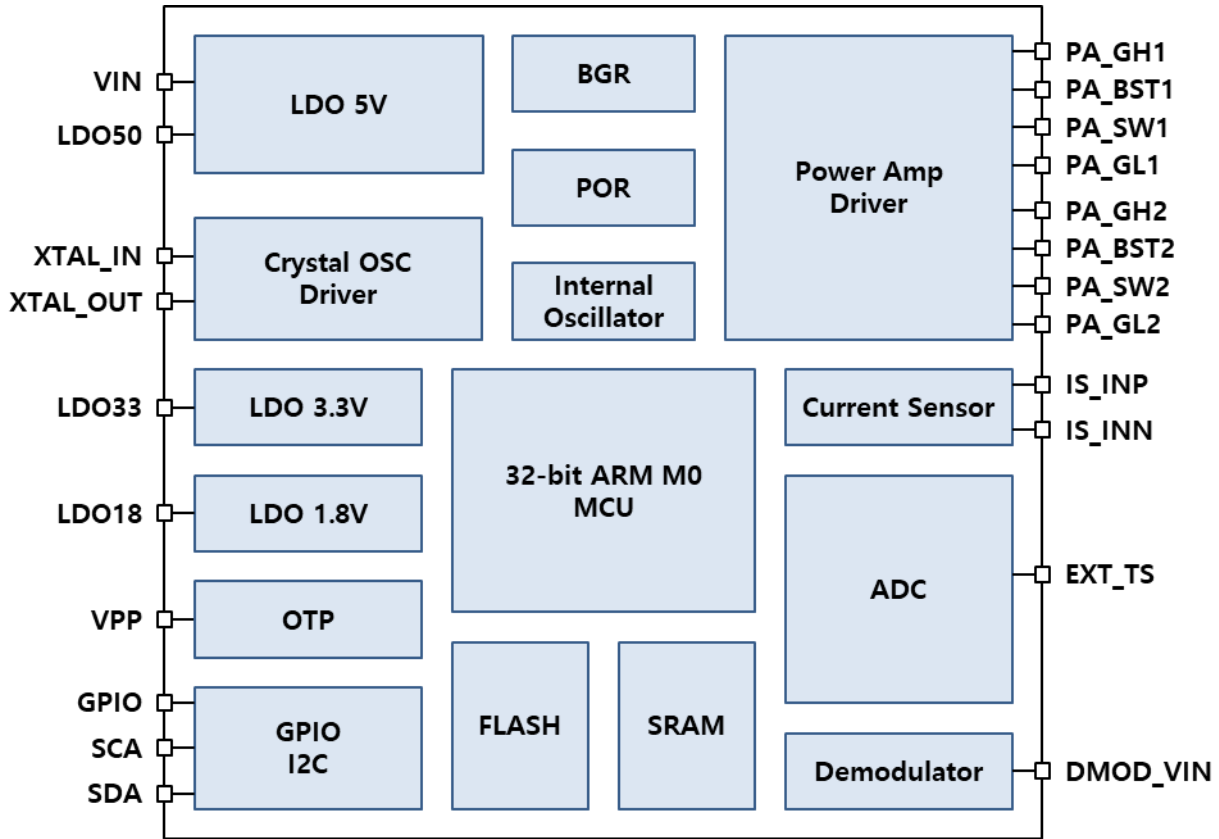 VIN
LDO50
XTAL_IN
XTAL_OUT
LDO33
LDO18
VPP
GPIO
SCA
SDA
LDO 5V
Crystal OSC
Driver
LDO 3.3V
LDO 1.8V
OTP
GPIO
I2C
BGR
POR
Internal
Oscillator
32-bit ARM M0
MCU
FLASH
SRAM
Power Amp
Driver
Current Sensor
ADC
Demodulator
PA_GH1
PA_BST1
PA_SW1
PA_GL1
PA_GH2
PA_BST2
PA_SW2
PA_GL2
IS_INP
IS_INN
EXT_TS
DMOD_VIN